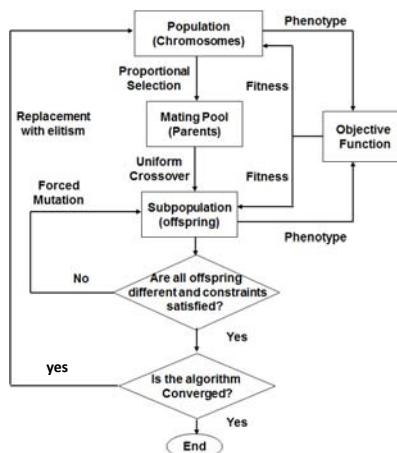 Population
(Chromosomes)
Phenotype
Proportional
Selection
Fitness
Replacement
with elitism
Mating Pool
(Parents)
Objective
Function
Uniform
Crossover
Forced
Mutation
Fitness
Subpopulation
(offspring)
Phenotype
No
Are all offspring
different and constraints
satisfied?
Yes
yes
Is the algorithm
Converged?
Yes
End